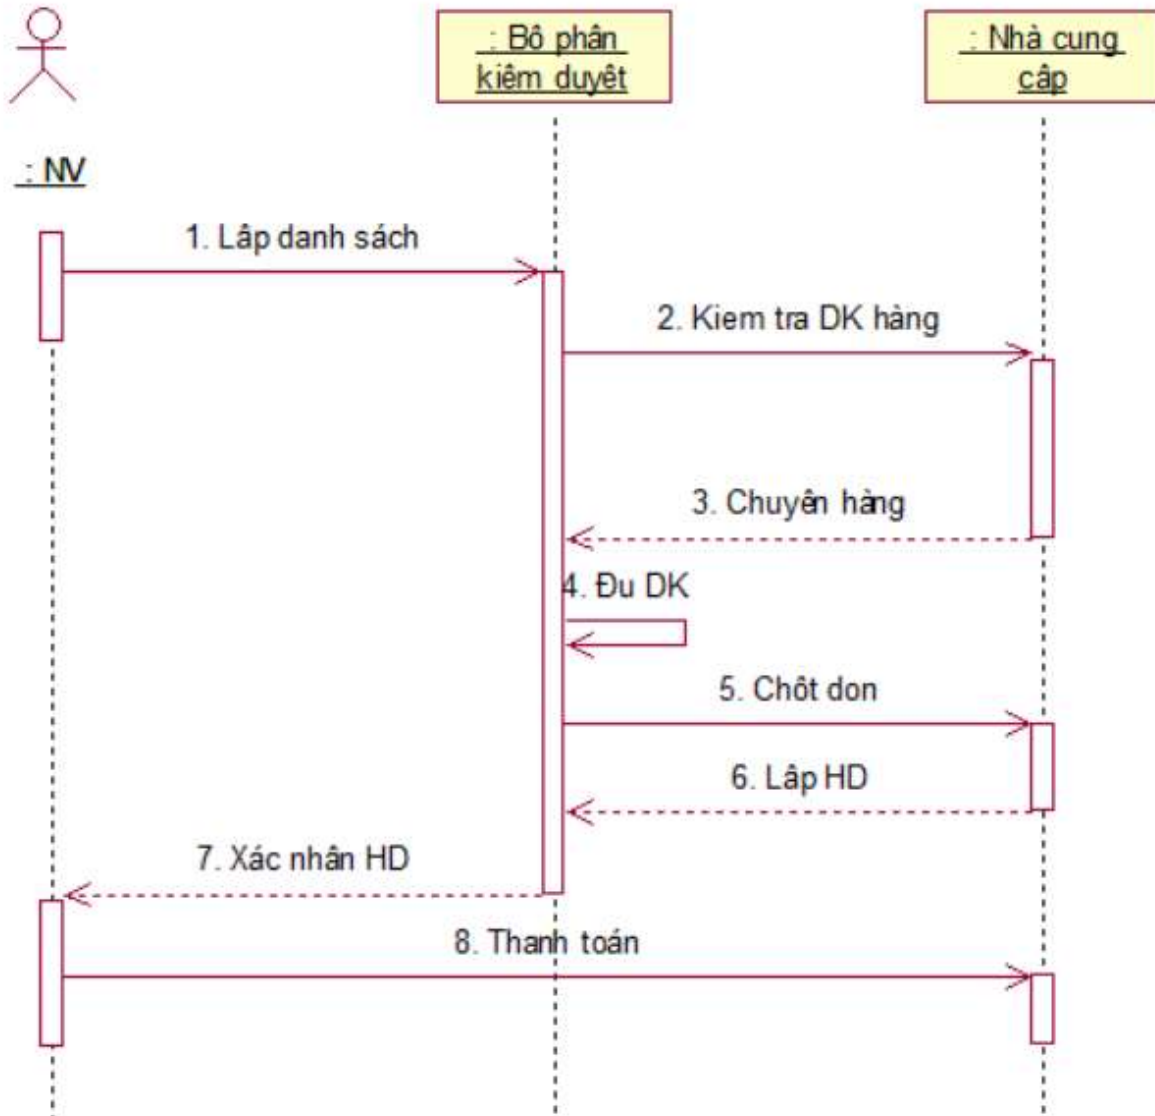 : Bô phân
kiêm duyêt
: Nhà cung
câp
: NV
1. Lâp danh sách
2. Kiem tra DK hàng
3. Chuyên hàng
4. Đu DK
5. Chôt don
6. Lâp HD
7. Xác nhân HD
8. Thanh toán